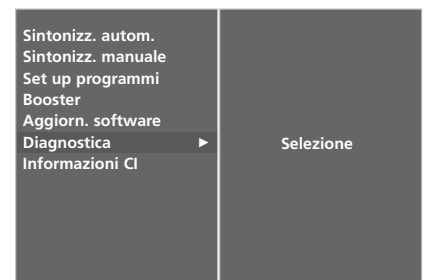 Sintonizz. autom.
Sintonizz. manuale
Set up programmi
Booster
Aggiorn. software
Diagnostica ►
Informazioni CI
Selezione